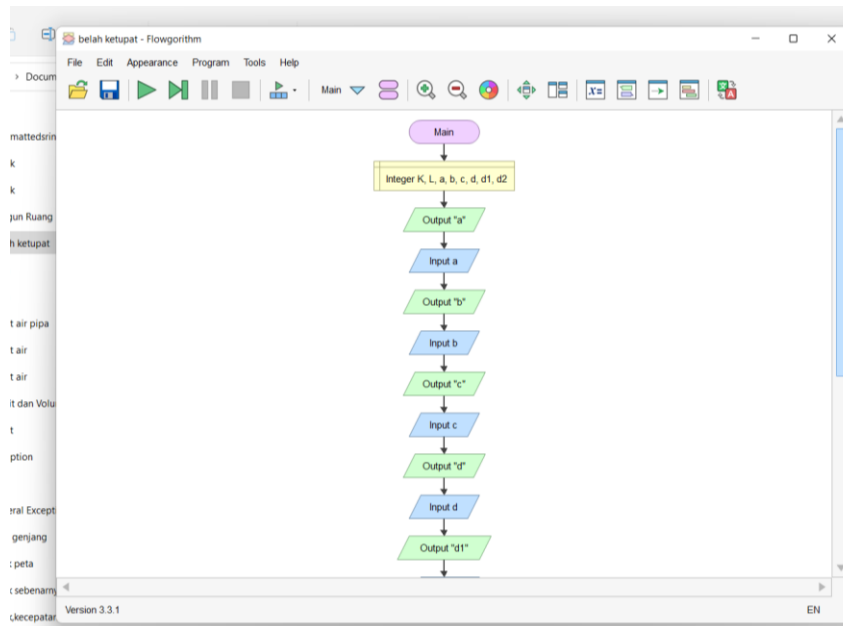 belah ketupat - Flowgorithm
File Edit Appearance Program Tools Help
> Docum
Main
Main
Integer K, L, a, b, c, d, d1, d2
Output "a"
Input a
Output "b"
Input b
Output "c"
Input c
Output "d"
Input d
Output "d1"
mattedsrin
k
k
gun Ruang
h ketupat
t air pipa
t air
t air
it dan Volu
t
ption
eral Except
genjang
peta
sebenarny
,kecepatar
Version 3.3.1
EN